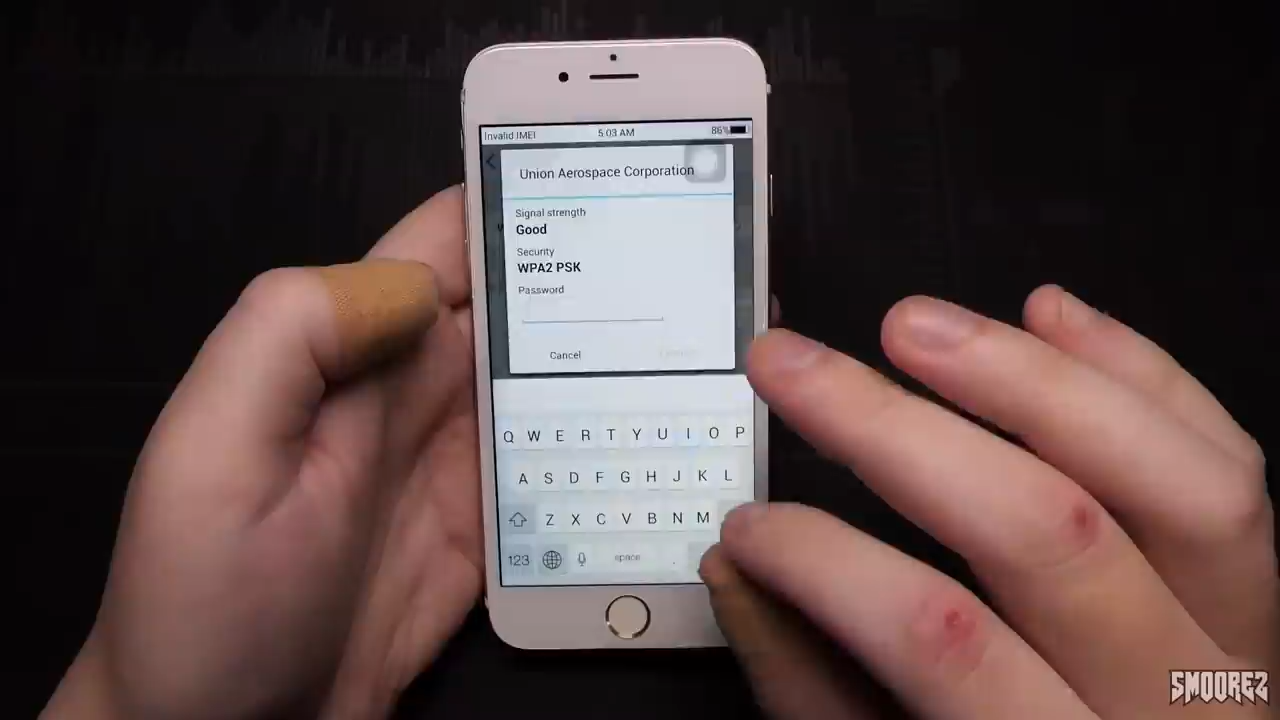 Invalid IMEI 5:03 AM 86%
Union Aerospace Corporation
Signal strength
Good
Security
WPA2 PSK
Password
Cancel
Q W E R T Y U I O P
A S D F G H J K L
Z X C V B N M
123 space .
SMOOREZ